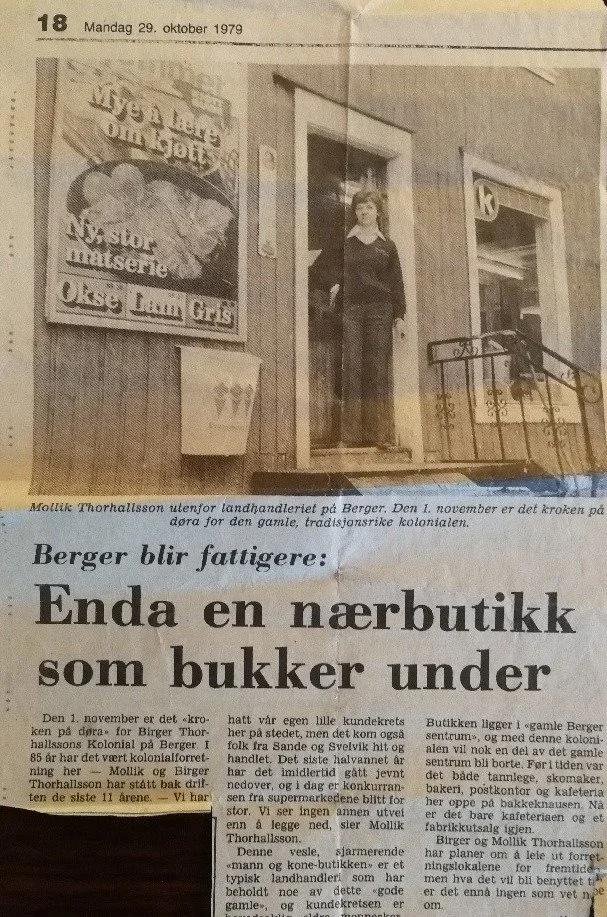 18 Mandag 29. oktober 1979
Mye å lære
om kjøtt
Ny, stor
matserie
Okse Lam Gris
k
Mollik Thorhallsson utenfor landhandleriet på Berger. Den 1. november er det kroken på
døra for den gamle, tradisjonsrike kolonialen.
Berger blir fattigere:
Enda en nærbutikk
som bukker under
Den 1. november er det «kro-
ken på døra» for Birger Thor-
hallssons Kolonial på Berger. I
85 år har det vært kolonialforret-
ning her — Mollik og Birger
Thorhallsson har stått bak drif-
ten de siste 11 årene. — Vi har
hatt vår egen lille kundekrets
her på stedet, men det kom også
folk fra Sande og Svelvik hit og
handlet. Det siste halvannet år
har det imidlertid gått jevnt
nedover, og i dag er konkurran-
sen fra supermarkedene blitt for
stor. Vi ser ingen annen utvei
enn å legge ned, sier Mollik
Thorhallsson.
Denne vesle, sjarmerende
«mann og kone-butikken» er et
typisk landhandleri som har
beholdt noe av dette «gode
gamle», og kundekretsen er
Butikken ligger i «gamle Berger
sentrum», og med denne koloni-
alen vil nok en del av det gamle
sentrum bli borte. Før i tiden var
det både tannlege, skomaker,
bakeri, postkontor og kafeteria
her oppe på bakkeknausen. Nå
er det bare kafeteriaen og et
fabrikkutsalg igjen.
Birger og Mollik Thorhallsson
har planer om å leie ut forret-
ningslokalene for fremtiden
men hva det vil bli benyttet til
er det ennå ingen som vet noe
om.